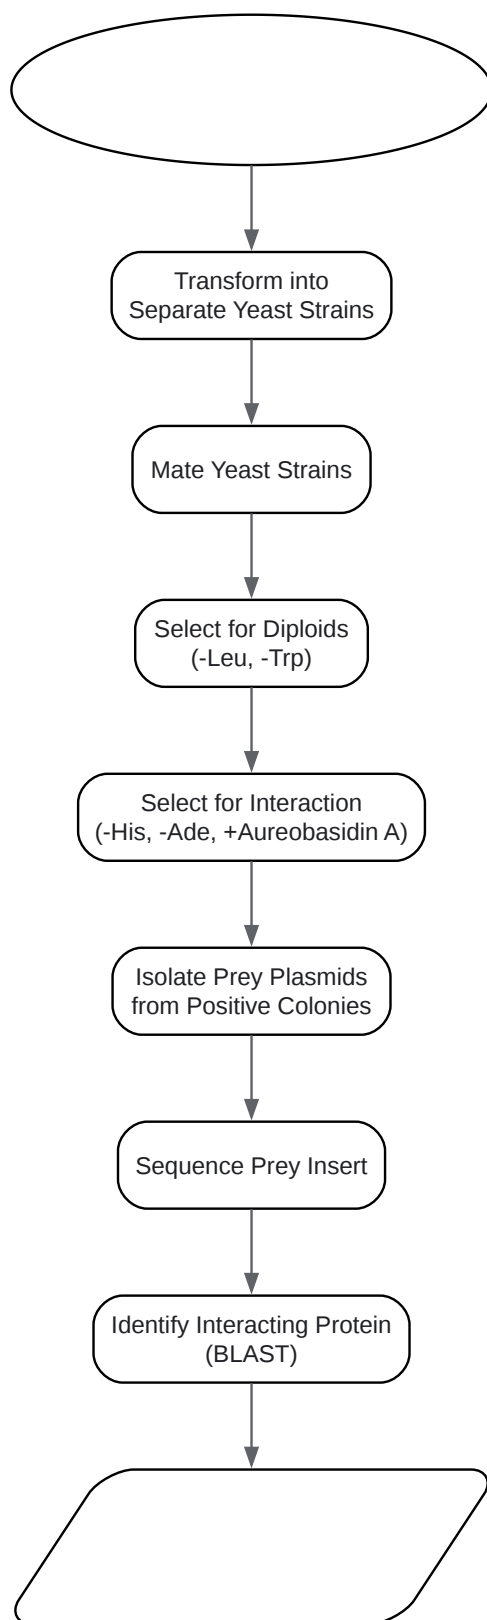 Transform into
Separate Yeast Strains
Mate Yeast Strains
Select for Diploids
(-Leu, -Trp)
Select for Interaction
(-His, -Ade, +Aureobasidin A)
Isolate Prey Plasmids
from Positive Colonies
Sequence Prey Insert
Identify Interacting Protein
(BLAST)